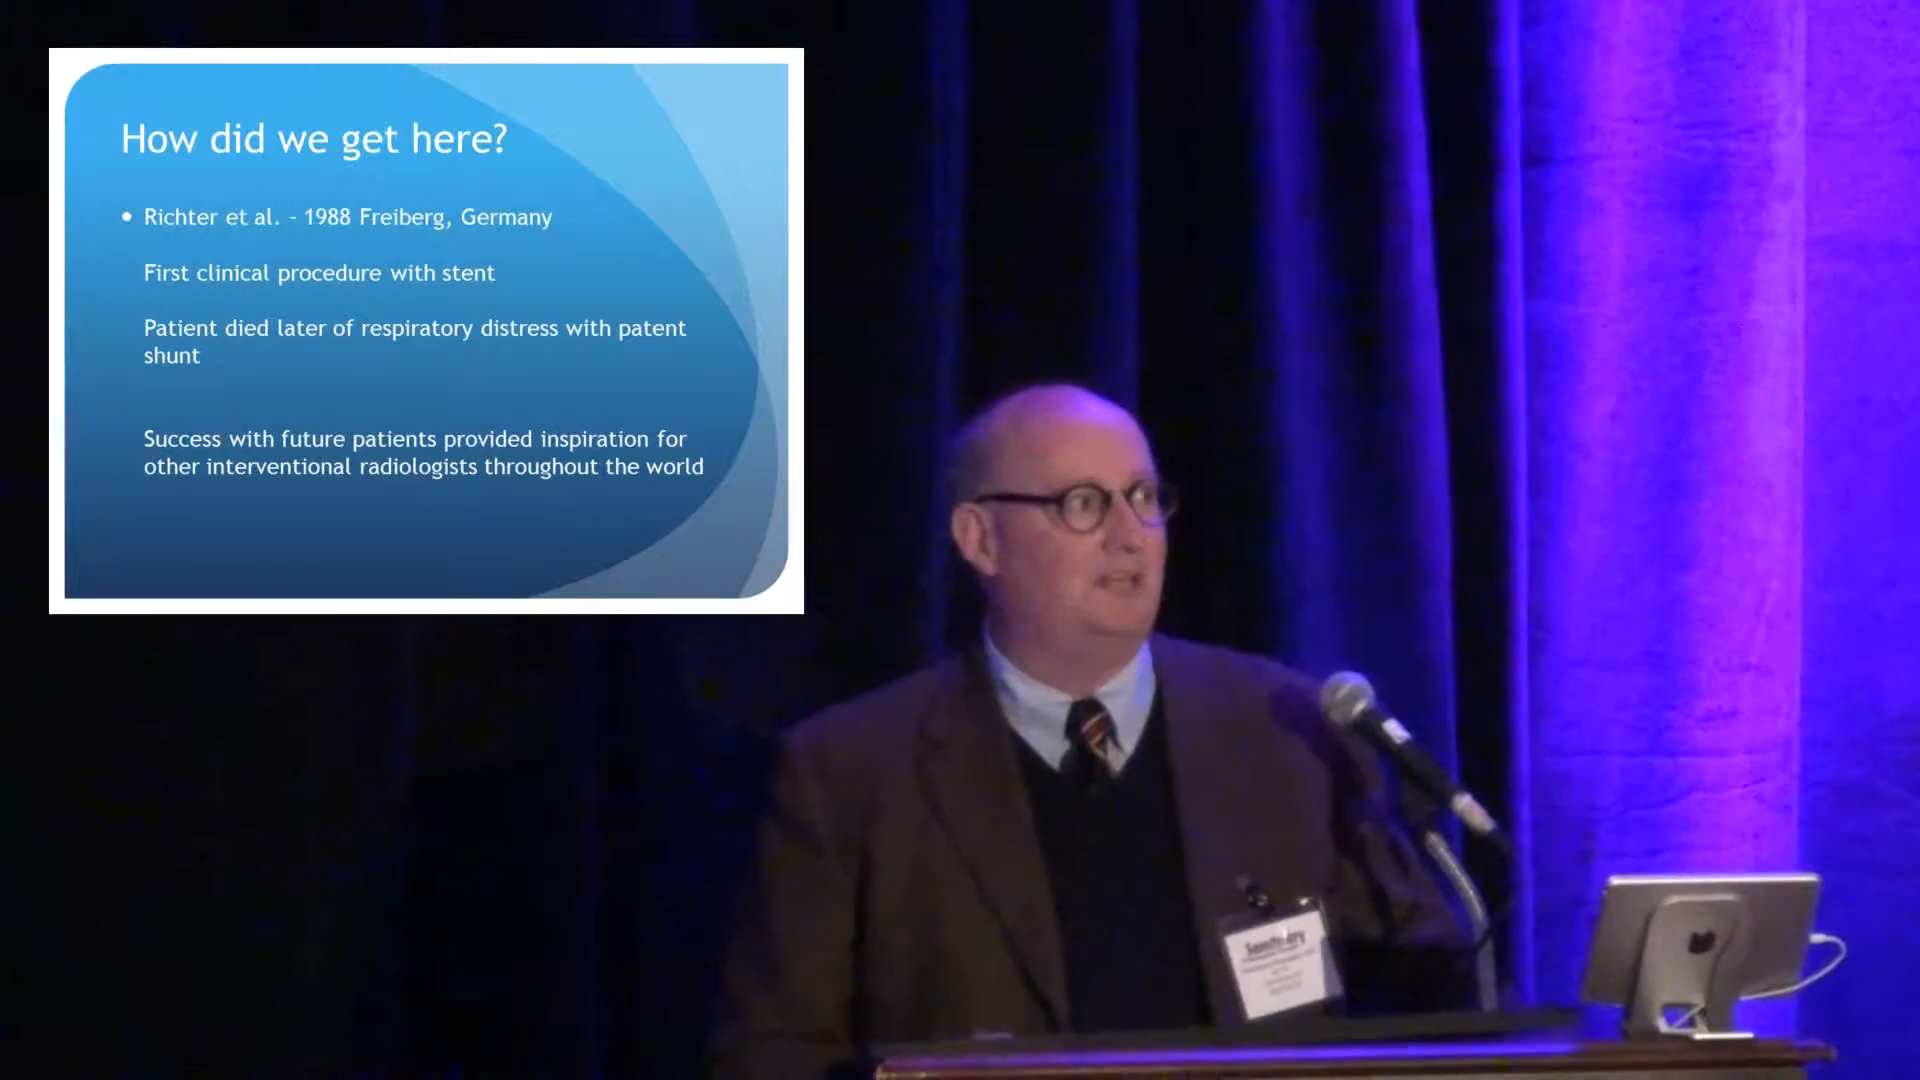 How did we get here?
• Richter et al. – 1988 Freiberg, Germany
First clinical procedure with stent
Patient died later of respiratory distress with patent
shunt
Success with future patients provided inspiration for
other interventional radiologists throughout the world